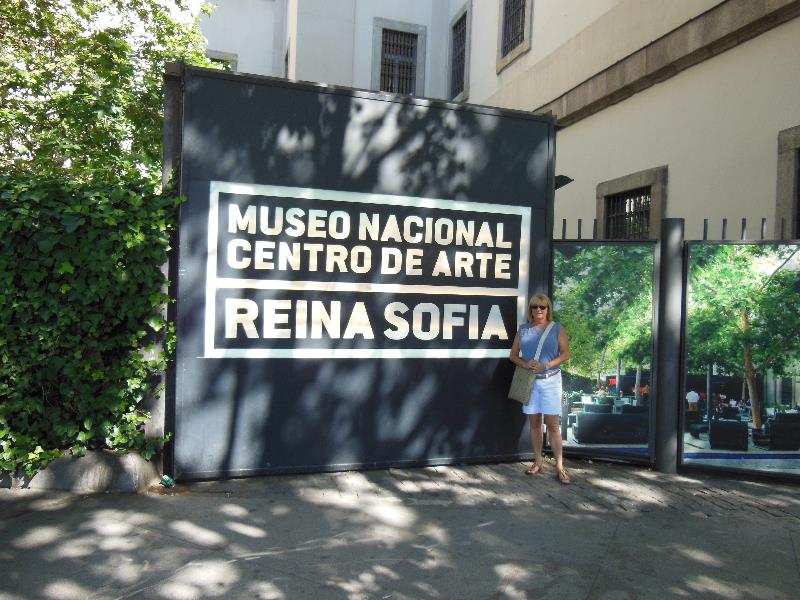 MUSEO NACIONAL
CENTRO DE ARTE
REINA SOFIA